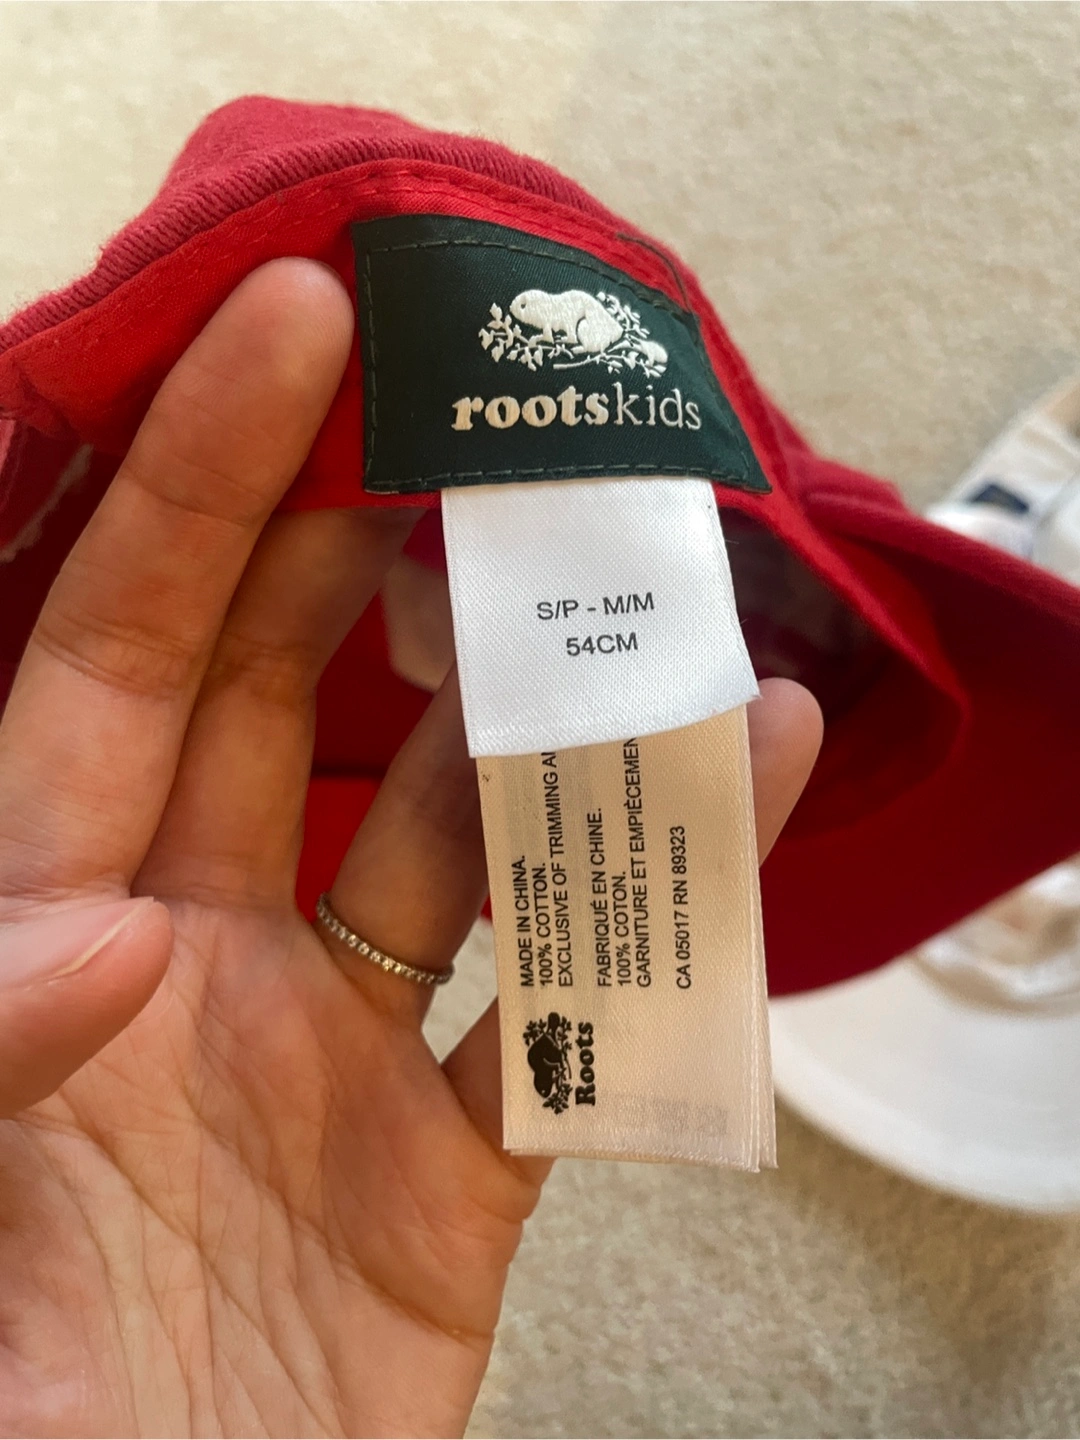 rootskids
S/P - M/M
54CM
MADE IN CHINA.
100% COTTON.
EXCLUSIVE OF TRIMMING
FABRIQUÉ EN CHINE.
100% COTON.
GARNITURE ET
CA 05017 RN 89323
Roots